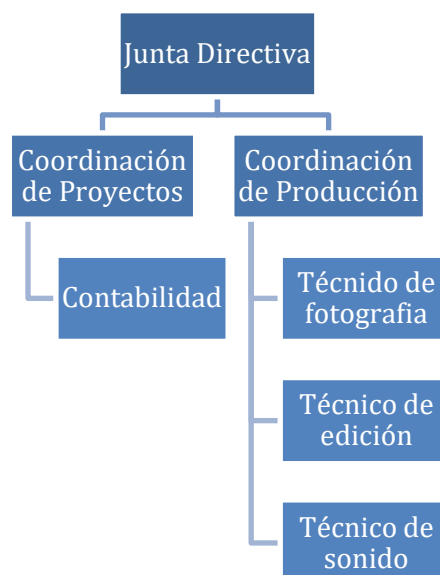 Junta Directiva
Coordinación
de Proyectos
Contabilidad
Coordinación
de Producción
Técnido de
fotografia
Técnico de
edición
Técnico de
sonido